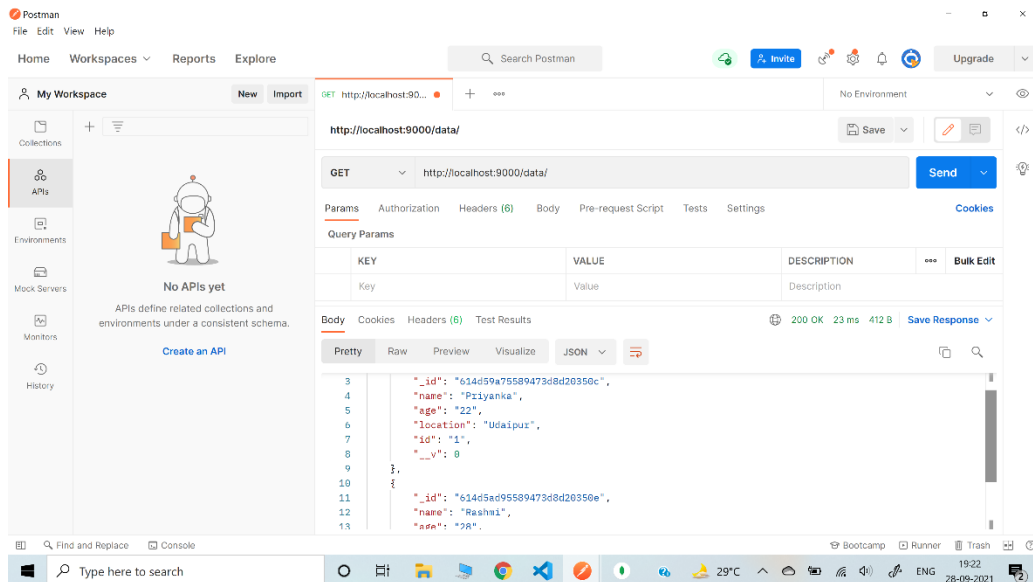 Postman
File Edit View Help
Home Workspaces Reports Explore Search Postman Invite Upgrade
My Workspace New Import GET http://localhost:90... No Environment
Collections
APIs
Environments
Mock Servers
Monitors
History
No APIs yet
APIs define related collections and
environments under a consistent schema.
Create an API
http://localhost:9000/data/ Save
GET http://localhost:9000/data/ Send
Params Authorization Headers (6) Body Pre-request Script Tests Settings Cookies
Query Params
KEY VALUE DESCRIPTION Bulk Edit
Key Value Description
Body Cookies Headers (6) Test Results 200 OK 23 ms 412 B Save Response
Pretty Raw Preview Visualize JSON
3 "_id": "614d59a75589473d8d20350c",
4 "name": "Priyanka",
5 "age": "22",
6 "location": "Udaipur",
7 "id": "1",
8 "__v": 0
9 },
10 {
11 "_id": "614d5ad95589473d8d20350e",
12 "name": "Rashmi",
13 "age": "28",
Find and Replace Console Bootcamp Runner Trash
Type here to search 29°C ENG 19:22
28-09-2021 2